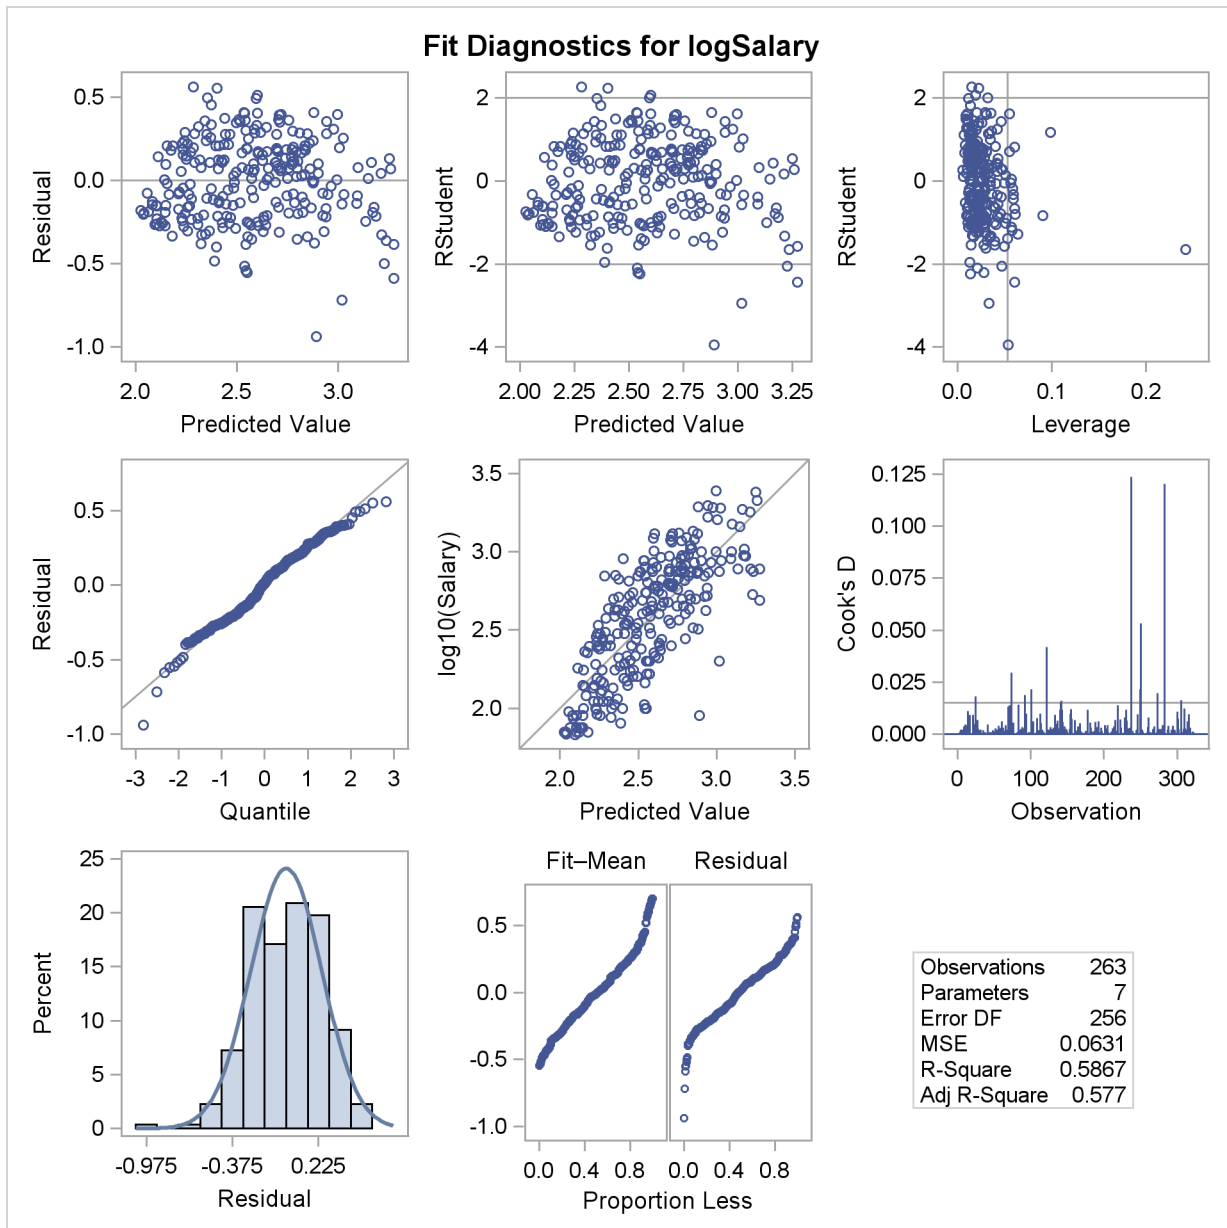 Fit Diagnostics for logSalary
Residual
0.5
0.0
-0.5
-1.0
2.0 2.5 3.0
Predicted Value
RStudent
2
0
-2
-4
2.00 2.25 2.50 2.75 3.00 3.25
Predicted Value
RStudent
2
0
-2
-4
0.0 0.1 0.2
Leverage
Residual
0.5
0.0
-0.5
-1.0
-3 -2 -1 0 1 2 3
Quantile
log10(Salary)
3.5
3.0
2.5
2.0
2.0 2.5 3.0 3.5
Predicted Value
Cook's D
0.125
0.100
0.075
0.050
0.025
0.000
0 100 200 300
Observation
Percent
25
20
15
10
5
0
-0.975 -0.375 0.225
Residual
Fit–Mean Residual
0.5
0.0
-0.5
-1.0
0.0 0.4 0.8 0.0 0.4 0.8
Proportion Less
Observations 263
Parameters 7
Error DF 256
MSE 0.0631
R-Square 0.5867
Adj R-Square 0.577